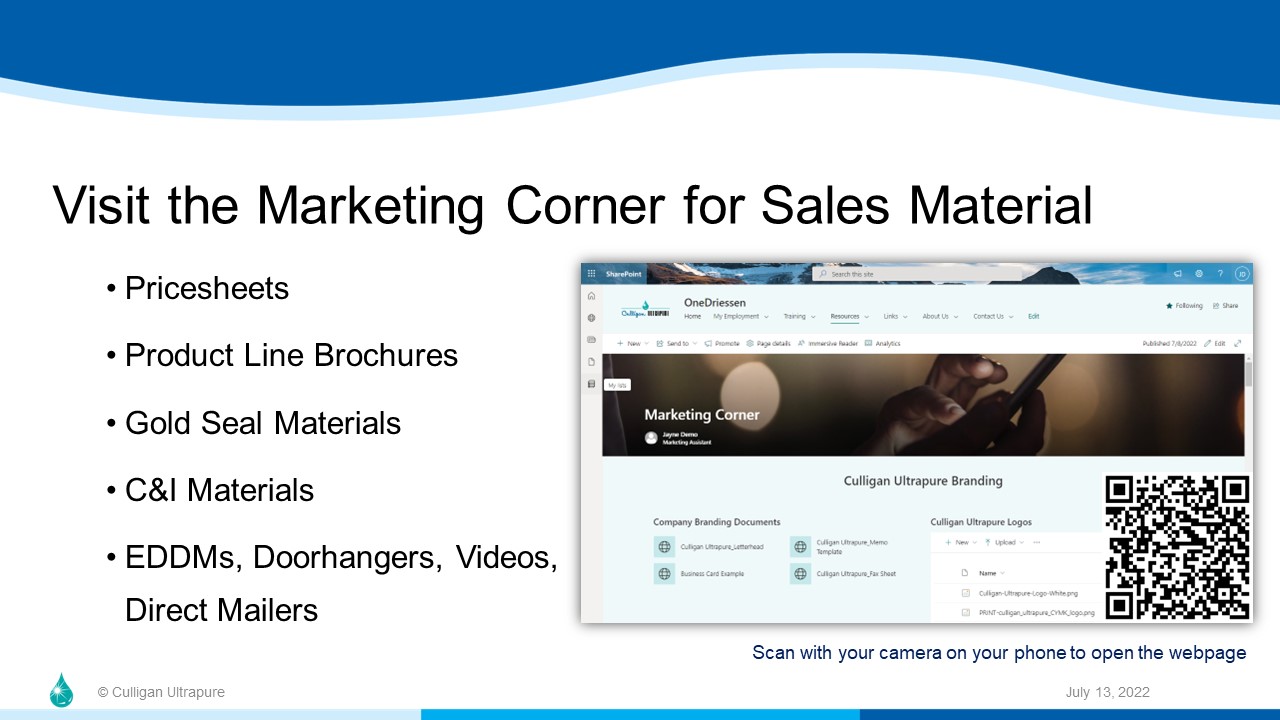 Visit the Marketing Corner for Sales Material
• Pricesheets
• Product Line Brochures
• Gold Seal Materials
• C&I Materials
• EDDMs, Doorhangers, Videos,
Direct Mailers
SharePoint
Search this site
JD
Culligan ULTRAPURE
OneDriessen
Home My Employment Training Resources Links About Us Contact Us Edit
Following Share
New Send to Promote Page details Immersive Reader Analytics
Published 7/8/2022 Edit
My lists
Marketing Corner
Jayne Demo
Marketing Assistant
Culligan Ultrapure Branding
Company Branding Documents
Culligan Ultrapure_Letterhead
Culligan Ultrapure_Memo
Template
Business Card Example
Culligan Ultrapure_Fax Sheet
Culligan Ultrapure Logos
New Upload ···
Name
Culligan-Ultrapure-Logo-White.png
PRINT-culligan_ultrapure_CYMK_logo.png
Scan with your camera on your phone to open the webpage
© Culligan Ultrapure
July 13, 2022